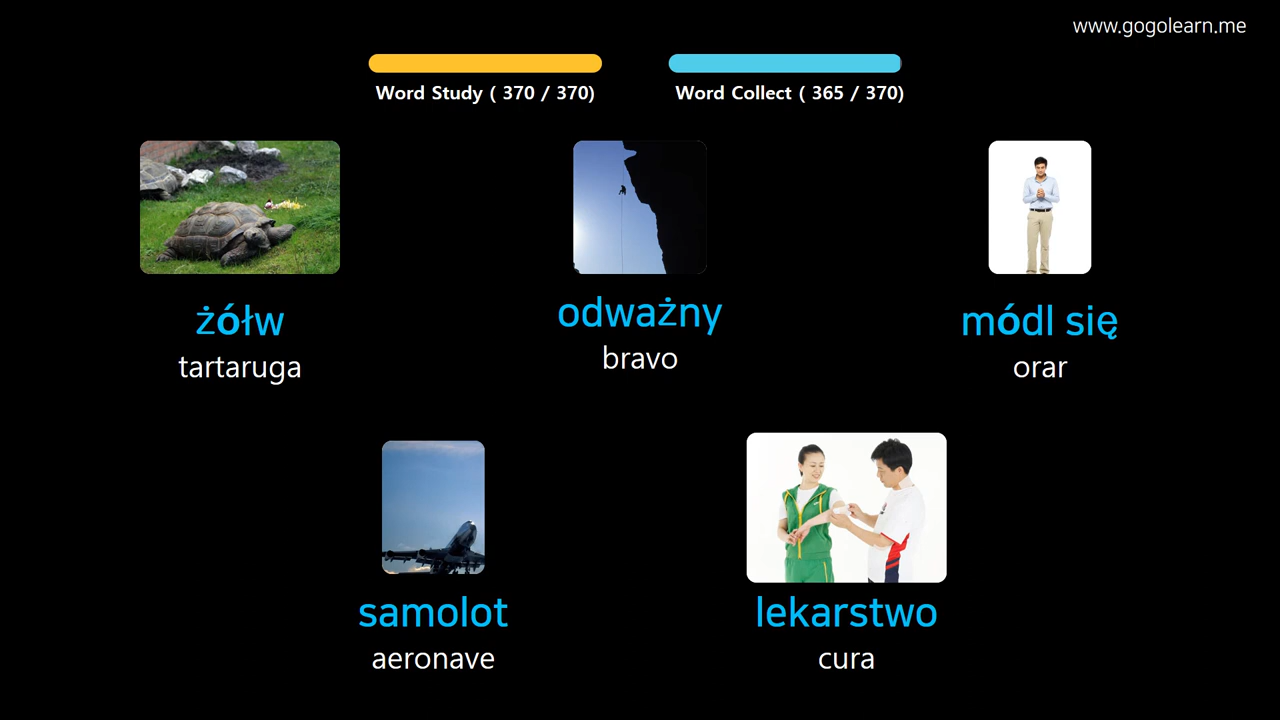 www.gogolearn.me
Word Study ( 370 / 370)
Word Collect ( 365 / 370)
żółw
tartaruga
odważny
bravo
módl się
orar
samolot
aeronave
lekarstwo
cura